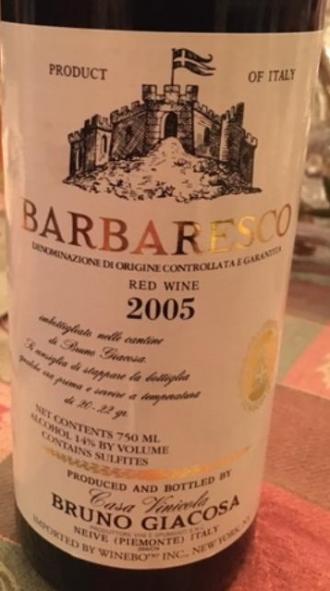 PRODUCT OF ITALY
BARBARESCO
DENOMINAZIONE DI ORIGINE CONTROLLATA E GARANTITA
RED WINE
2005
imbottigliato nelle cantine
di Bruno Giacosa.
Si consiglia di stappare la bottiglia
qualche ora prima e servire a temperatura
di 20-22 gr.
NET CONTENTS 750 ML
ALCOHOL 14% BY VOLUME
CONTAINS SULFITES
PRODUCED AND BOTTLED BY
Casa Vinicola
BRUNO GIACOSA
NEIVE (PIEMONTE) ITALY
IMPORTED BY WINEBOW INC., NEW YORK, NY